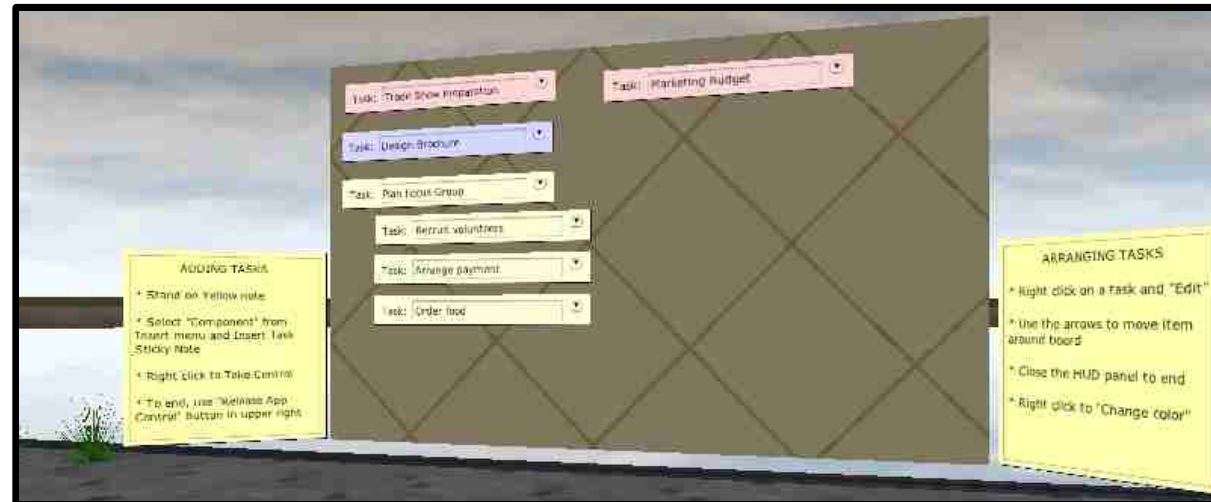 Task: Trade Show Preparation
Task: Marketing Budget
Task: Design Brochure
Task: Plan Focus Group
Task: Recruit volunteers
Task: Arrange payment
Task: Order food
ADDING TASKS
* Stand on Yellow note
* Select "Component" from
Insert menu and Insert Task
Sticky Note
* Right click to Take Control
* To end, use "Release App
Control" button in upper right
ARRANGING TASKS
* Right click on a task and "Edit"
* Use the arrows to move item
around board
* Close the HUD panel to end
* Right click to "Change color"